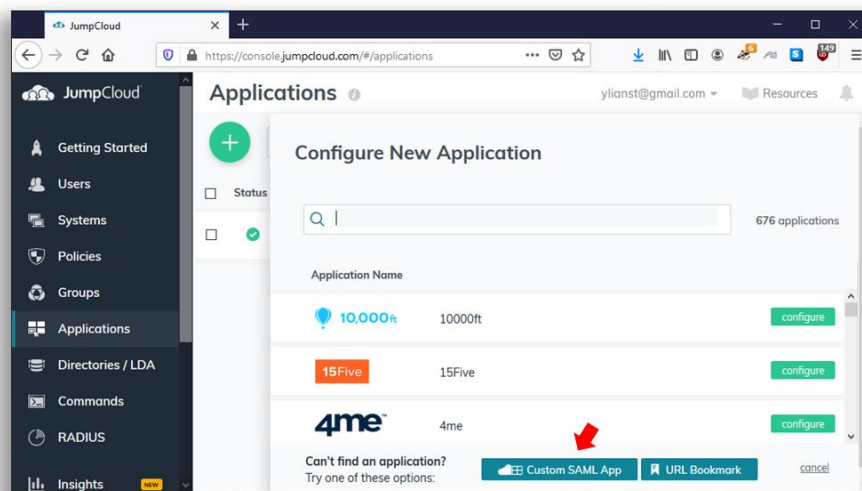 JumpCloud
https://console.jumpcloud.com/#/applications
6
149
JumpCloud
Applications
ylianst@gmail.com
Resources
Getting Started
Users
Systems
Policies
Groups
Applications
Directories / LDA
Commands
RADIUS
Insights NEW
Status
Configure New Application
676 applications
Application Name
10,000ft 10000ft configure
15Five 15Five configure
4me 4me configure
Can't find an application?
Try one of these options:
Custom SAML App
URL Bookmark
cancel